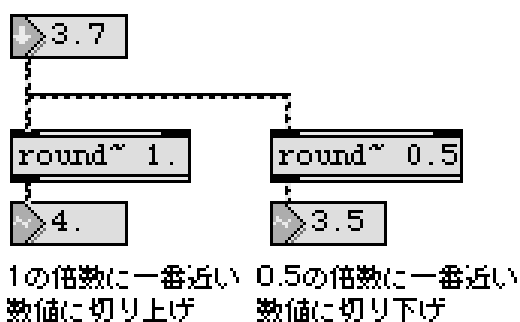 3.7
round~ 1.
round~ 0.5
4.
3.5
1の倍数に一番近い
数値に切り上げ
0.5の倍数に一番近い
数値に切り下げ